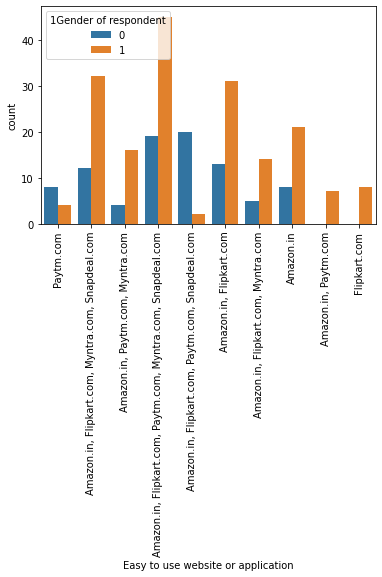 1Gender of respondent
0
1
count
40
30
20
10
0
Paytm.com
Amazon.in, Flipkart.com, Myntra.com, Snapdeal.com
Amazon.in, Paytm.com, Myntra.com
Amazon.in, Flipkart.com, Paytm.com, Myntra.com, Snapdeal.com
Amazon.in, Flipkart.com, Paytm.com, Snapdeal.com
Amazon.in, Flipkart.com
Amazon.in, Flipkart.com, Myntra.com
Amazon.in
Amazon.in, Paytm.com
Flipkart.com
Easy to use website or application